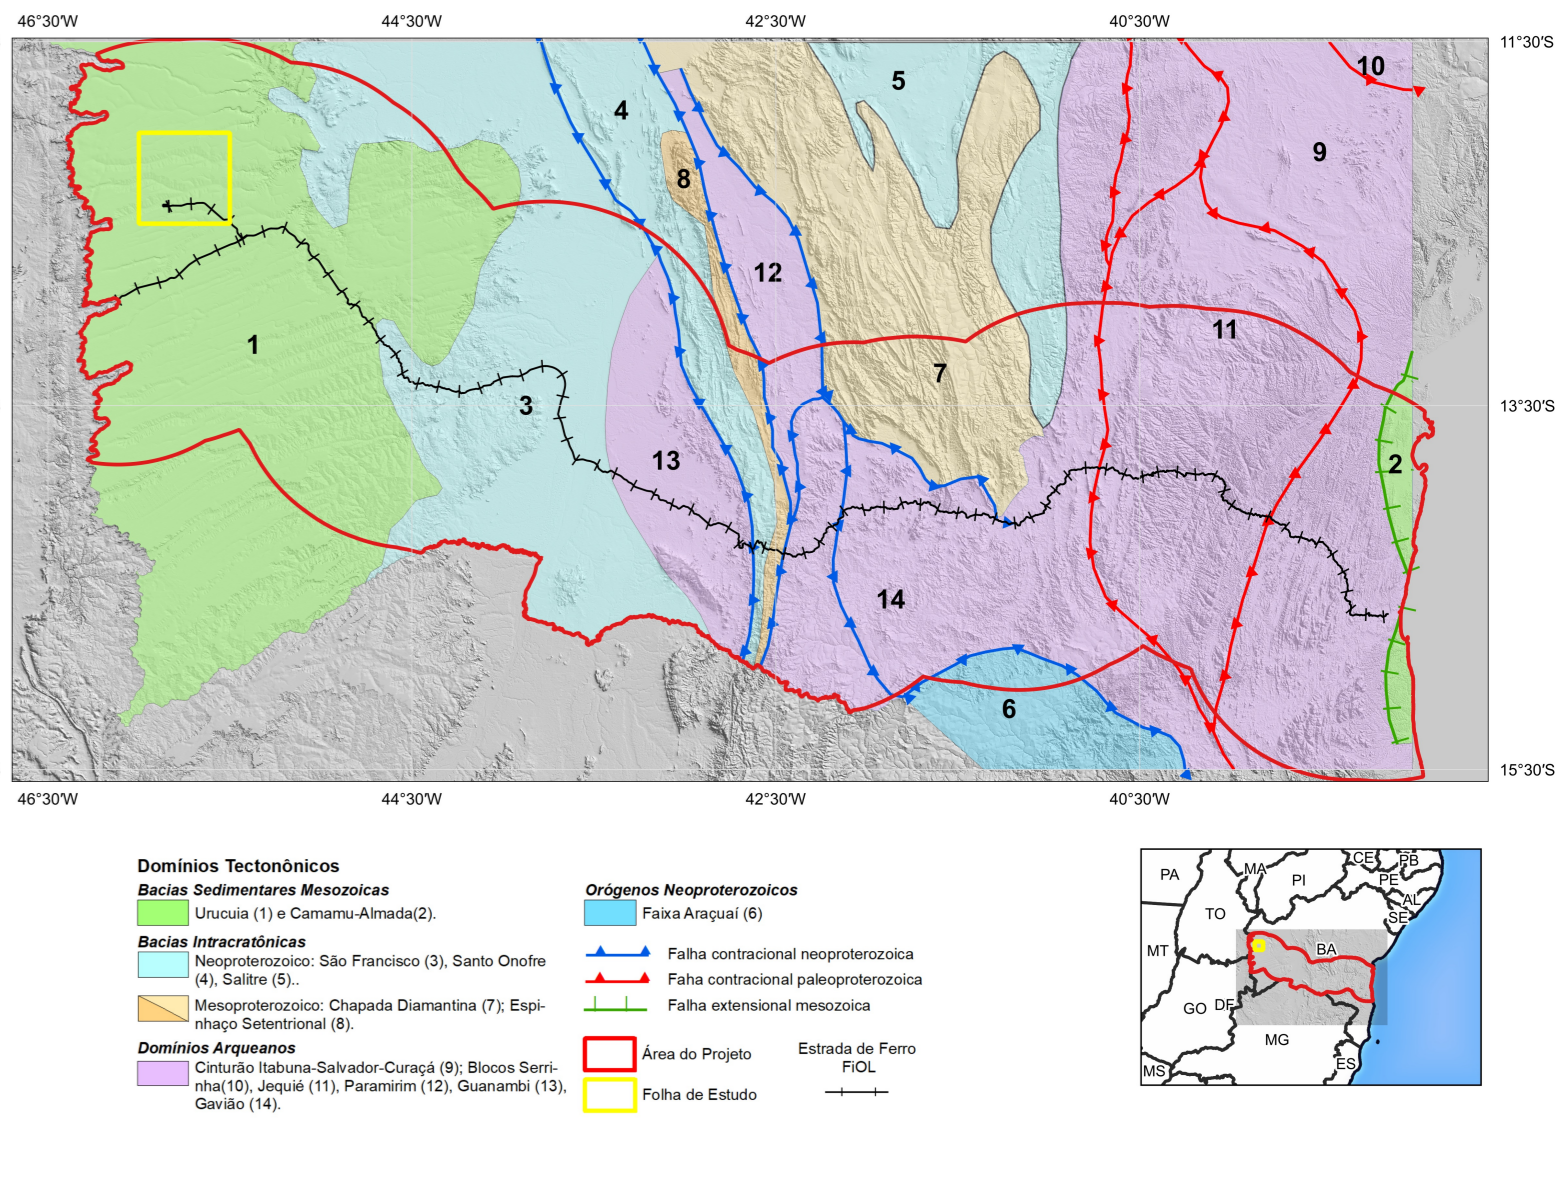 46°30'W 44°30'W 42°30'W 40°30'W
11°30'S
10
5
4
9
8
12
11
1
7
3
13°30'S
13
2
14
6
15°30'S
46°30'W 44°30'W 42°30'W 40°30'W
Domínios Tectonônicos
Bacias Sedimentares Mesozoicas
Urucuia (1) e Camamu-Almada(2).
Bacias Intracratônicas
Neoproterozoico: São Francisco (3), Santo Onofre
(4), Salitre (5)..
Mesoproterozoico: Chapada Diamantina (7); Espi-
nhaço Setentrional (8).
Domínios Arqueanos
Cinturão Itabuna-Salvador-Curaçá (9); Blocos Serri-
nha(10), Jequié (11), Paramirim (12), Guanambi (13),
Gavião (14).
Orógenos Neoproterozoicos
Faixa Araçuaí (6)
Falha contracional neoproterozoica
Faha contracional paleoproterozoica
Falha extensional mesozoica
Área do Projeto
Folha de Estudo
Estrada de Ferro
FiOL
PA
MA
CE
PB
PI
PE
AL
TO
SE
MT
BA
GO
DF
MG
ES
MS